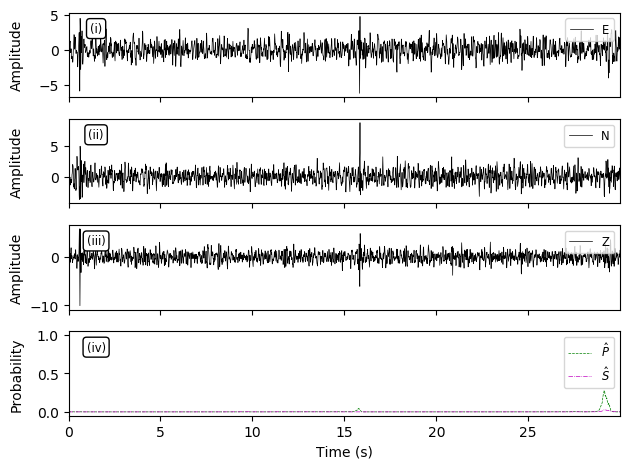 5
0
−5
Amplitude
(i)
E
5
0
Amplitude
(ii)
N
0
−10
Amplitude
(iii)
Z
1.0
0.5
0.0
Probability
(iv)
P̂
Ŝ
0 5 10 15 20 25
Time (s)